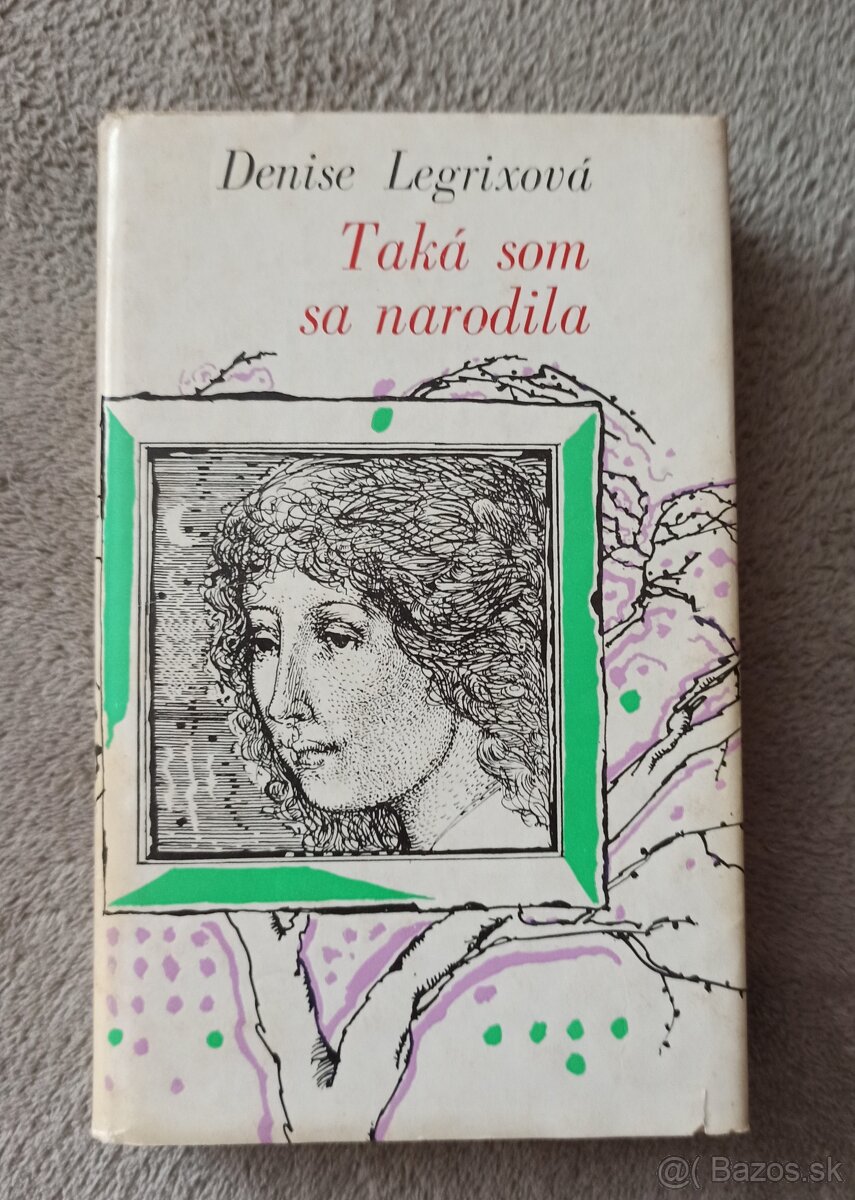 Denise Legrixová
Taká som
sa narodila
@( Bazos.sk